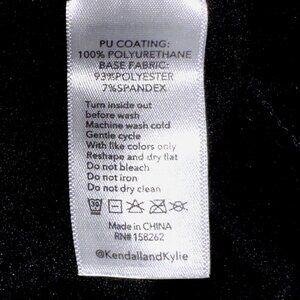 PU COATING:
100% POLYURETHANE
BASE FABRIC:
93%POLYESTER
7%SPANDEX
Turn inside out
before wash
Machine wash cold
Gentle cycle
With like colors only
Reshape and dry flat
Do not bleach
Do not iron
Do not dry clean
30
Made in CHINA
RN# 158262
@KendallandKylie